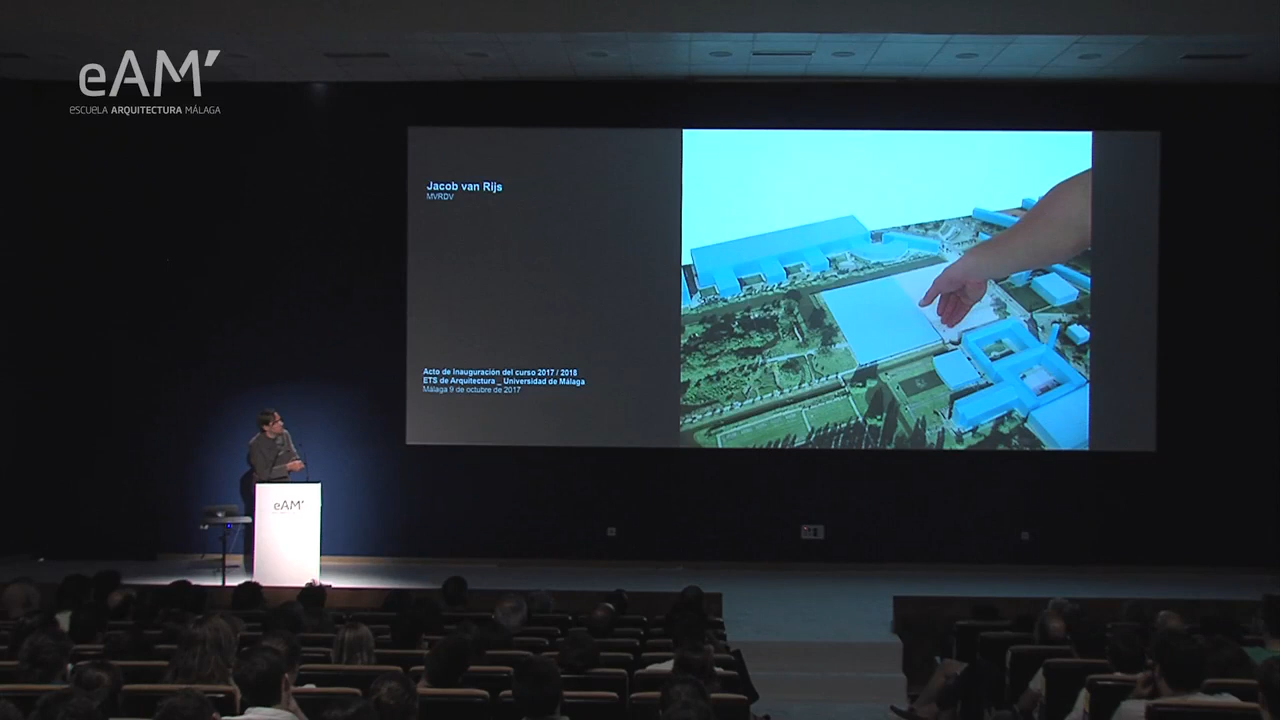 eAM'
ESCUELA ARQUITECTURA MÁLAGA
Jacob van Rijs
MVRDV
Acto de Inauguración del curso 2017 / 2018
ETS de Arquitectura _ Universidad de Málaga
Málaga 9 de octubre de 2017
eAM'